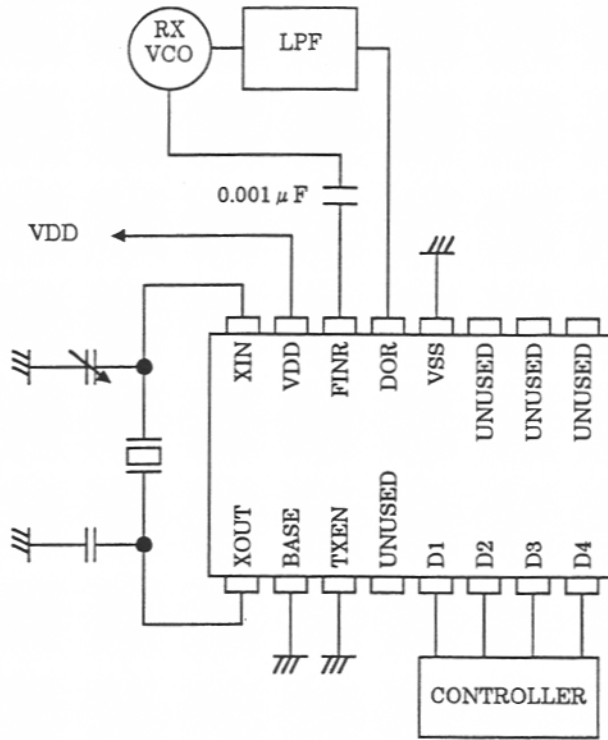 RX
VCO
LPF
0.001 μF
VDD
XIN
VDD
FINR
DOR
VSS
UNUSED
UNUSED
UNUSED
XOUT
BASE
TXEN
UNUSED
D1
D2
D3
D4
CONTROLLER